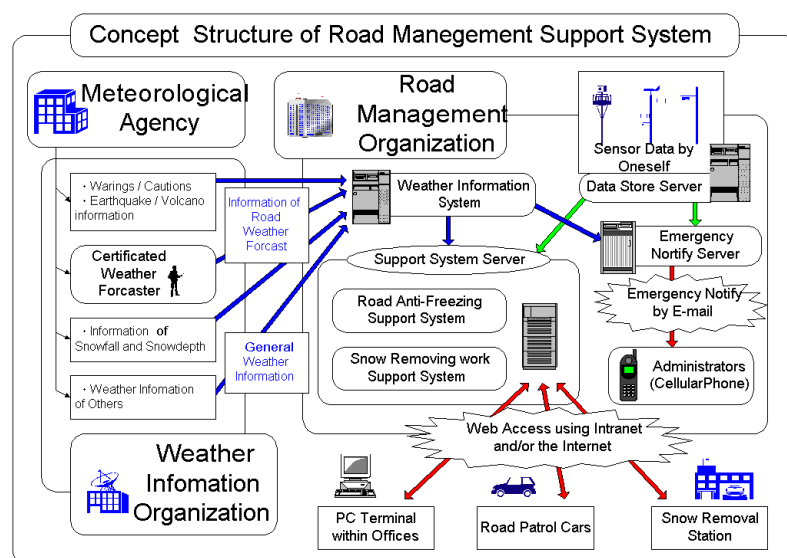 Concept Structure of Road Manegement Support System
Meteorological
Agency
Road
Management
Organization
Sensor Data by
Oneself
Data Store Server
・Warings / Cautions
・Earthquake / Volcano
information
Information of
Road
Weather
Forcast
Weather Information
System
Certificated
Weather
Forcaster
Support System Server
Emergency
Nortify Server
Road Anti-Freezing
Support System
Emergency Notify
by E-mail
・Information of
Snowfall and Snowdepth
General
Weather
Information
Snow Removing work
Support System
Administrators
(CellularPhone)
・Weather Infomation
of Others
Web Access using Intranet
and/or the Internet
Weather
Infomation
Organization
PC Terminal
within Offices
Road Patrol Cars
Snow Removal
Station